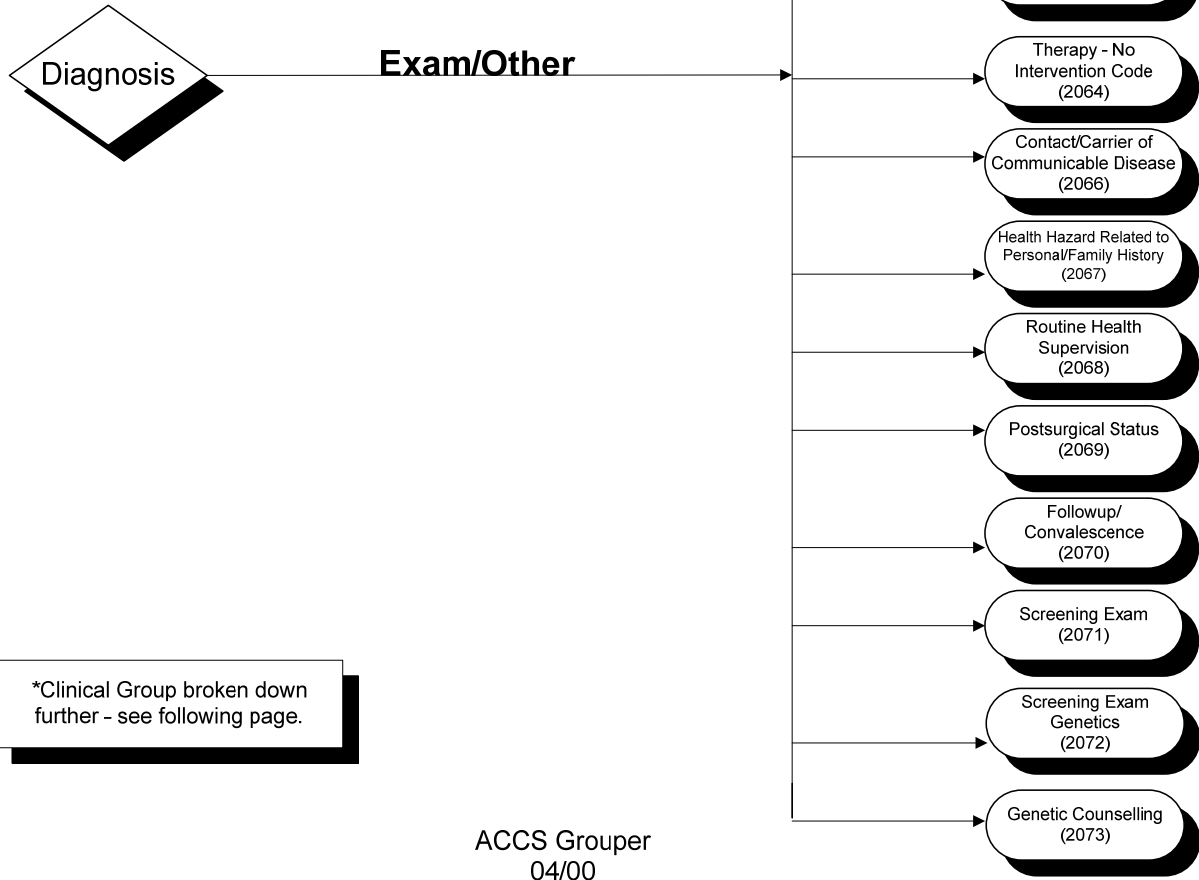 Diagnosis
Exam/Other
Therapy - No
Intervention Code
(2064)
Contact/Carrier of
Communicable Disease
(2066)
Health Hazard Related to
Personal/Family History
(2067)
Routine Health
Supervision
(2068)
Postsurgical Status
(2069)
Followup/
Convalescence
(2070)
Screening Exam
(2071)
Screening Exam
Genetics
(2072)
Genetic Counselling
(2073)
*Clinical Group broken down
further – see following page.
ACCS Grouper
04/00